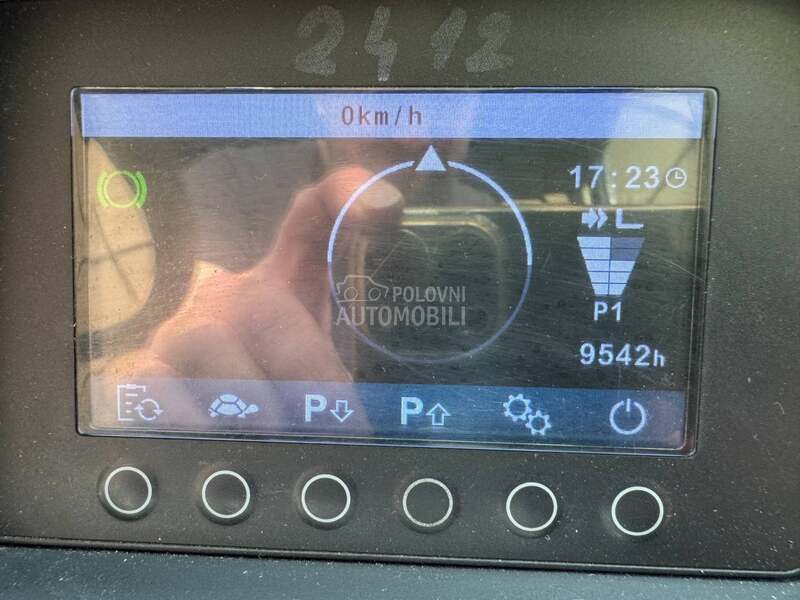 2412
0km/h
17:23
POLOVNI
AUTOMOBILI
P1
9542h
P P